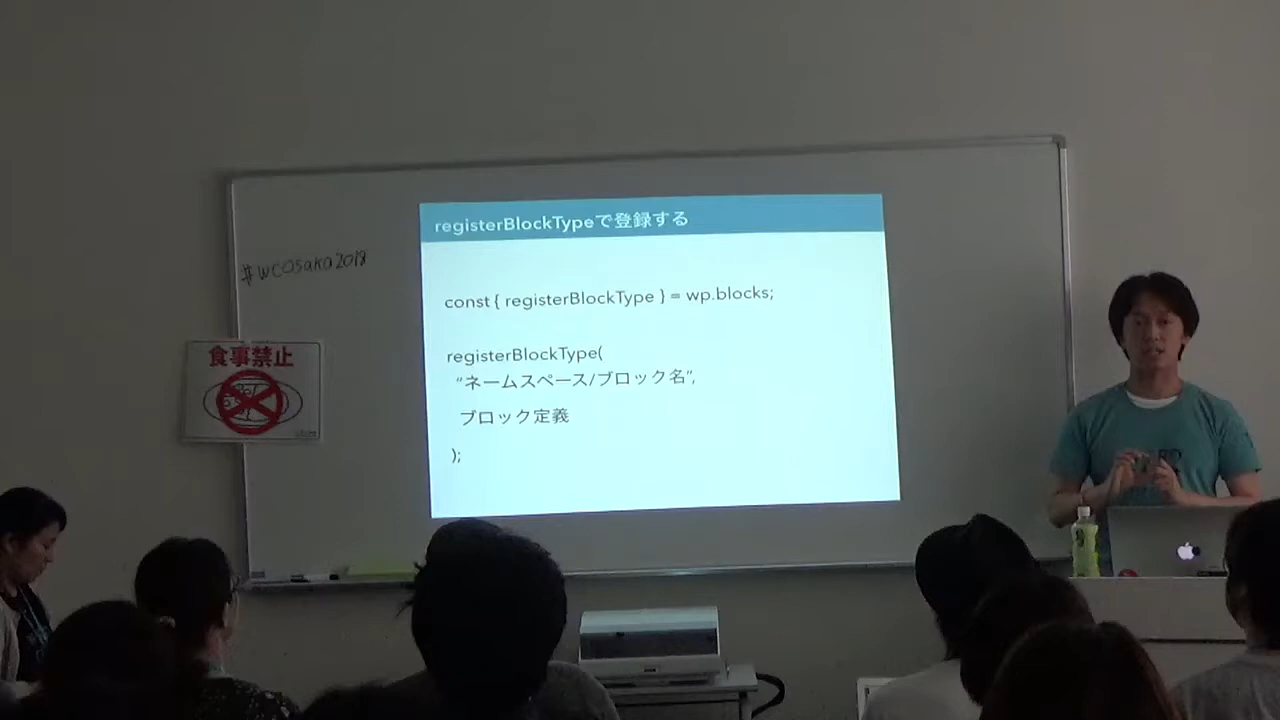 registerBlockTypeで登録する
#WCOsaka2018
const { registerBlockType } = wp.blocks;
食事禁止
registerBlockType(
“ネームスペース/ブロック名”,
ブロック定義
);